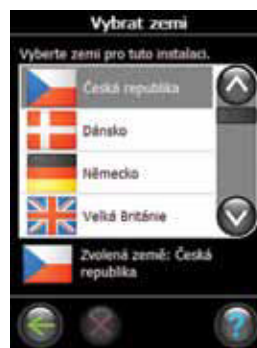 Vybrat zemi
Vyberte zemi pro tuto instalaci.
Česká republika
Dánsko
Německo
Velká Británie
Zvolená země: Česká
republika
?